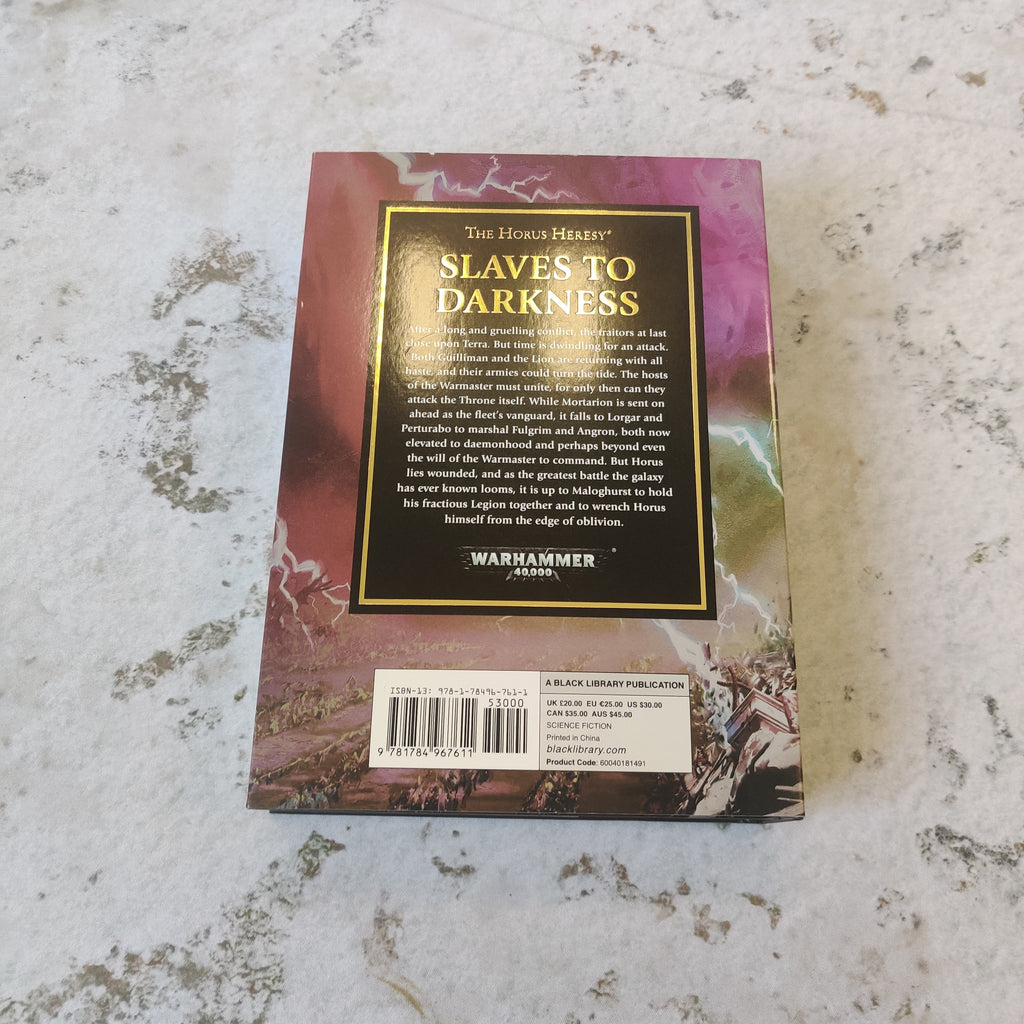 THE HORUS HERESY®
SLAVES TO
DARKNESS
After a long and gruelling conflict, the traitors at last
close upon Terra. But time is dwindling for an attack.
Both Guilliman and the Lion are returning with all
haste, and their armies could turn the tide. The hosts
of the Warmaster must unite, for only then can they
attack the Throne itself. While Mortarion is sent on
ahead as the fleet's vanguard, it falls to Lorgar and
Perturabo to marshal Fulgrim and Angron, both now
elevated to daemonhood and perhaps beyond even
the will of the Warmaster to command. But Horus
lies wounded, and as the greatest battle the galaxy
has ever known looms, it is up to Maloghurst to hold
his fractious Legion together and to wrench Horus
himself from the edge of oblivion.
WARHAMMER®
40,000
ISBN-13: 978-1-78496-761-1
53000
9 781784 967611
A BLACK LIBRARY PUBLICATION
UK £20.00 EU €25.00 US $30.00
CAN $35.00 AUS $45.00
SCIENCE FICTION
Printed in China
blacklibrary.com
Product Code: 60040181491